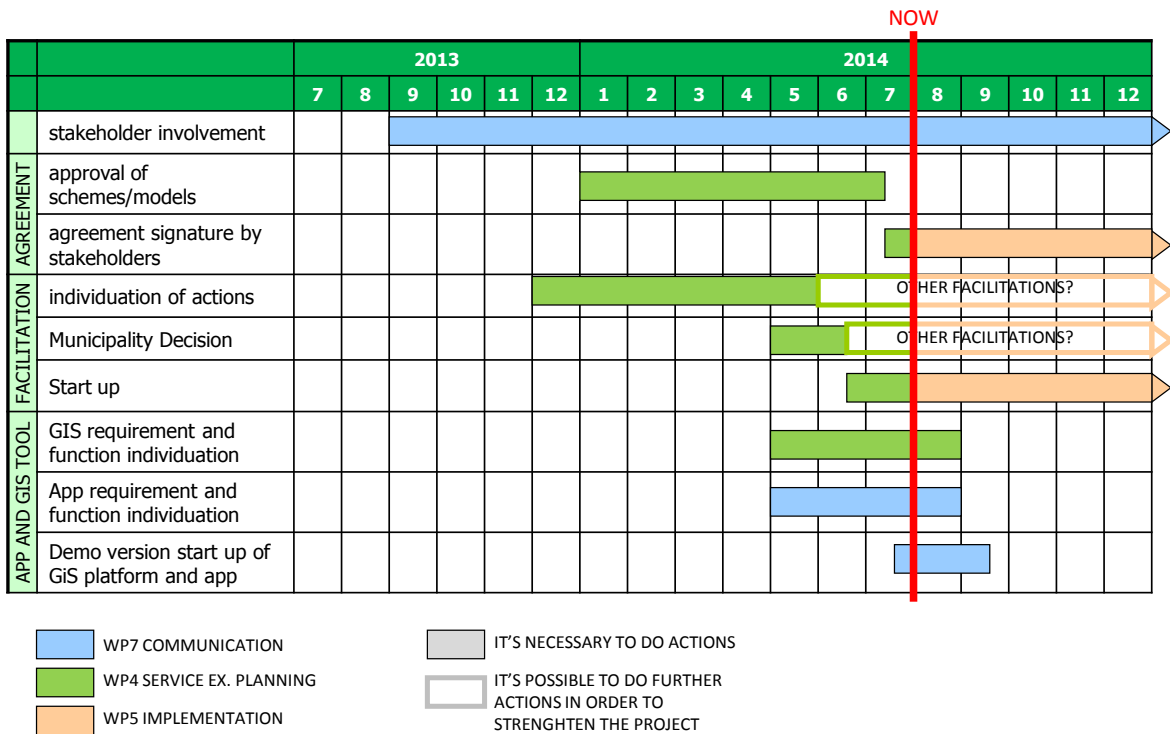 NOW
2013 2014
7 8 9 10 11 12 1 2 3 4 5 6 7 8 9 10 11 12
AGREEMENT
stakeholder involvement
approval of
schemes/models
agreement signature by
stakeholders
FACILITATION
individuation of actions
OTHER FACILITATIONS?
Municipality Decision
OTHER FACILITATIONS?
Start up
APP AND GIS TOOL
GIS requirement and
function individuation
App requirement and
function individuation
Demo version start up of
GiS platform and app
WP7 COMMUNICATION
WP4 SERVICE EX. PLANNING
WP5 IMPLEMENTATION
IT’S NECESSARY TO DO ACTIONS
IT’S POSSIBLE TO DO FURTHER
ACTIONS IN ORDER TO
STRENGHTEN THE PROJECT